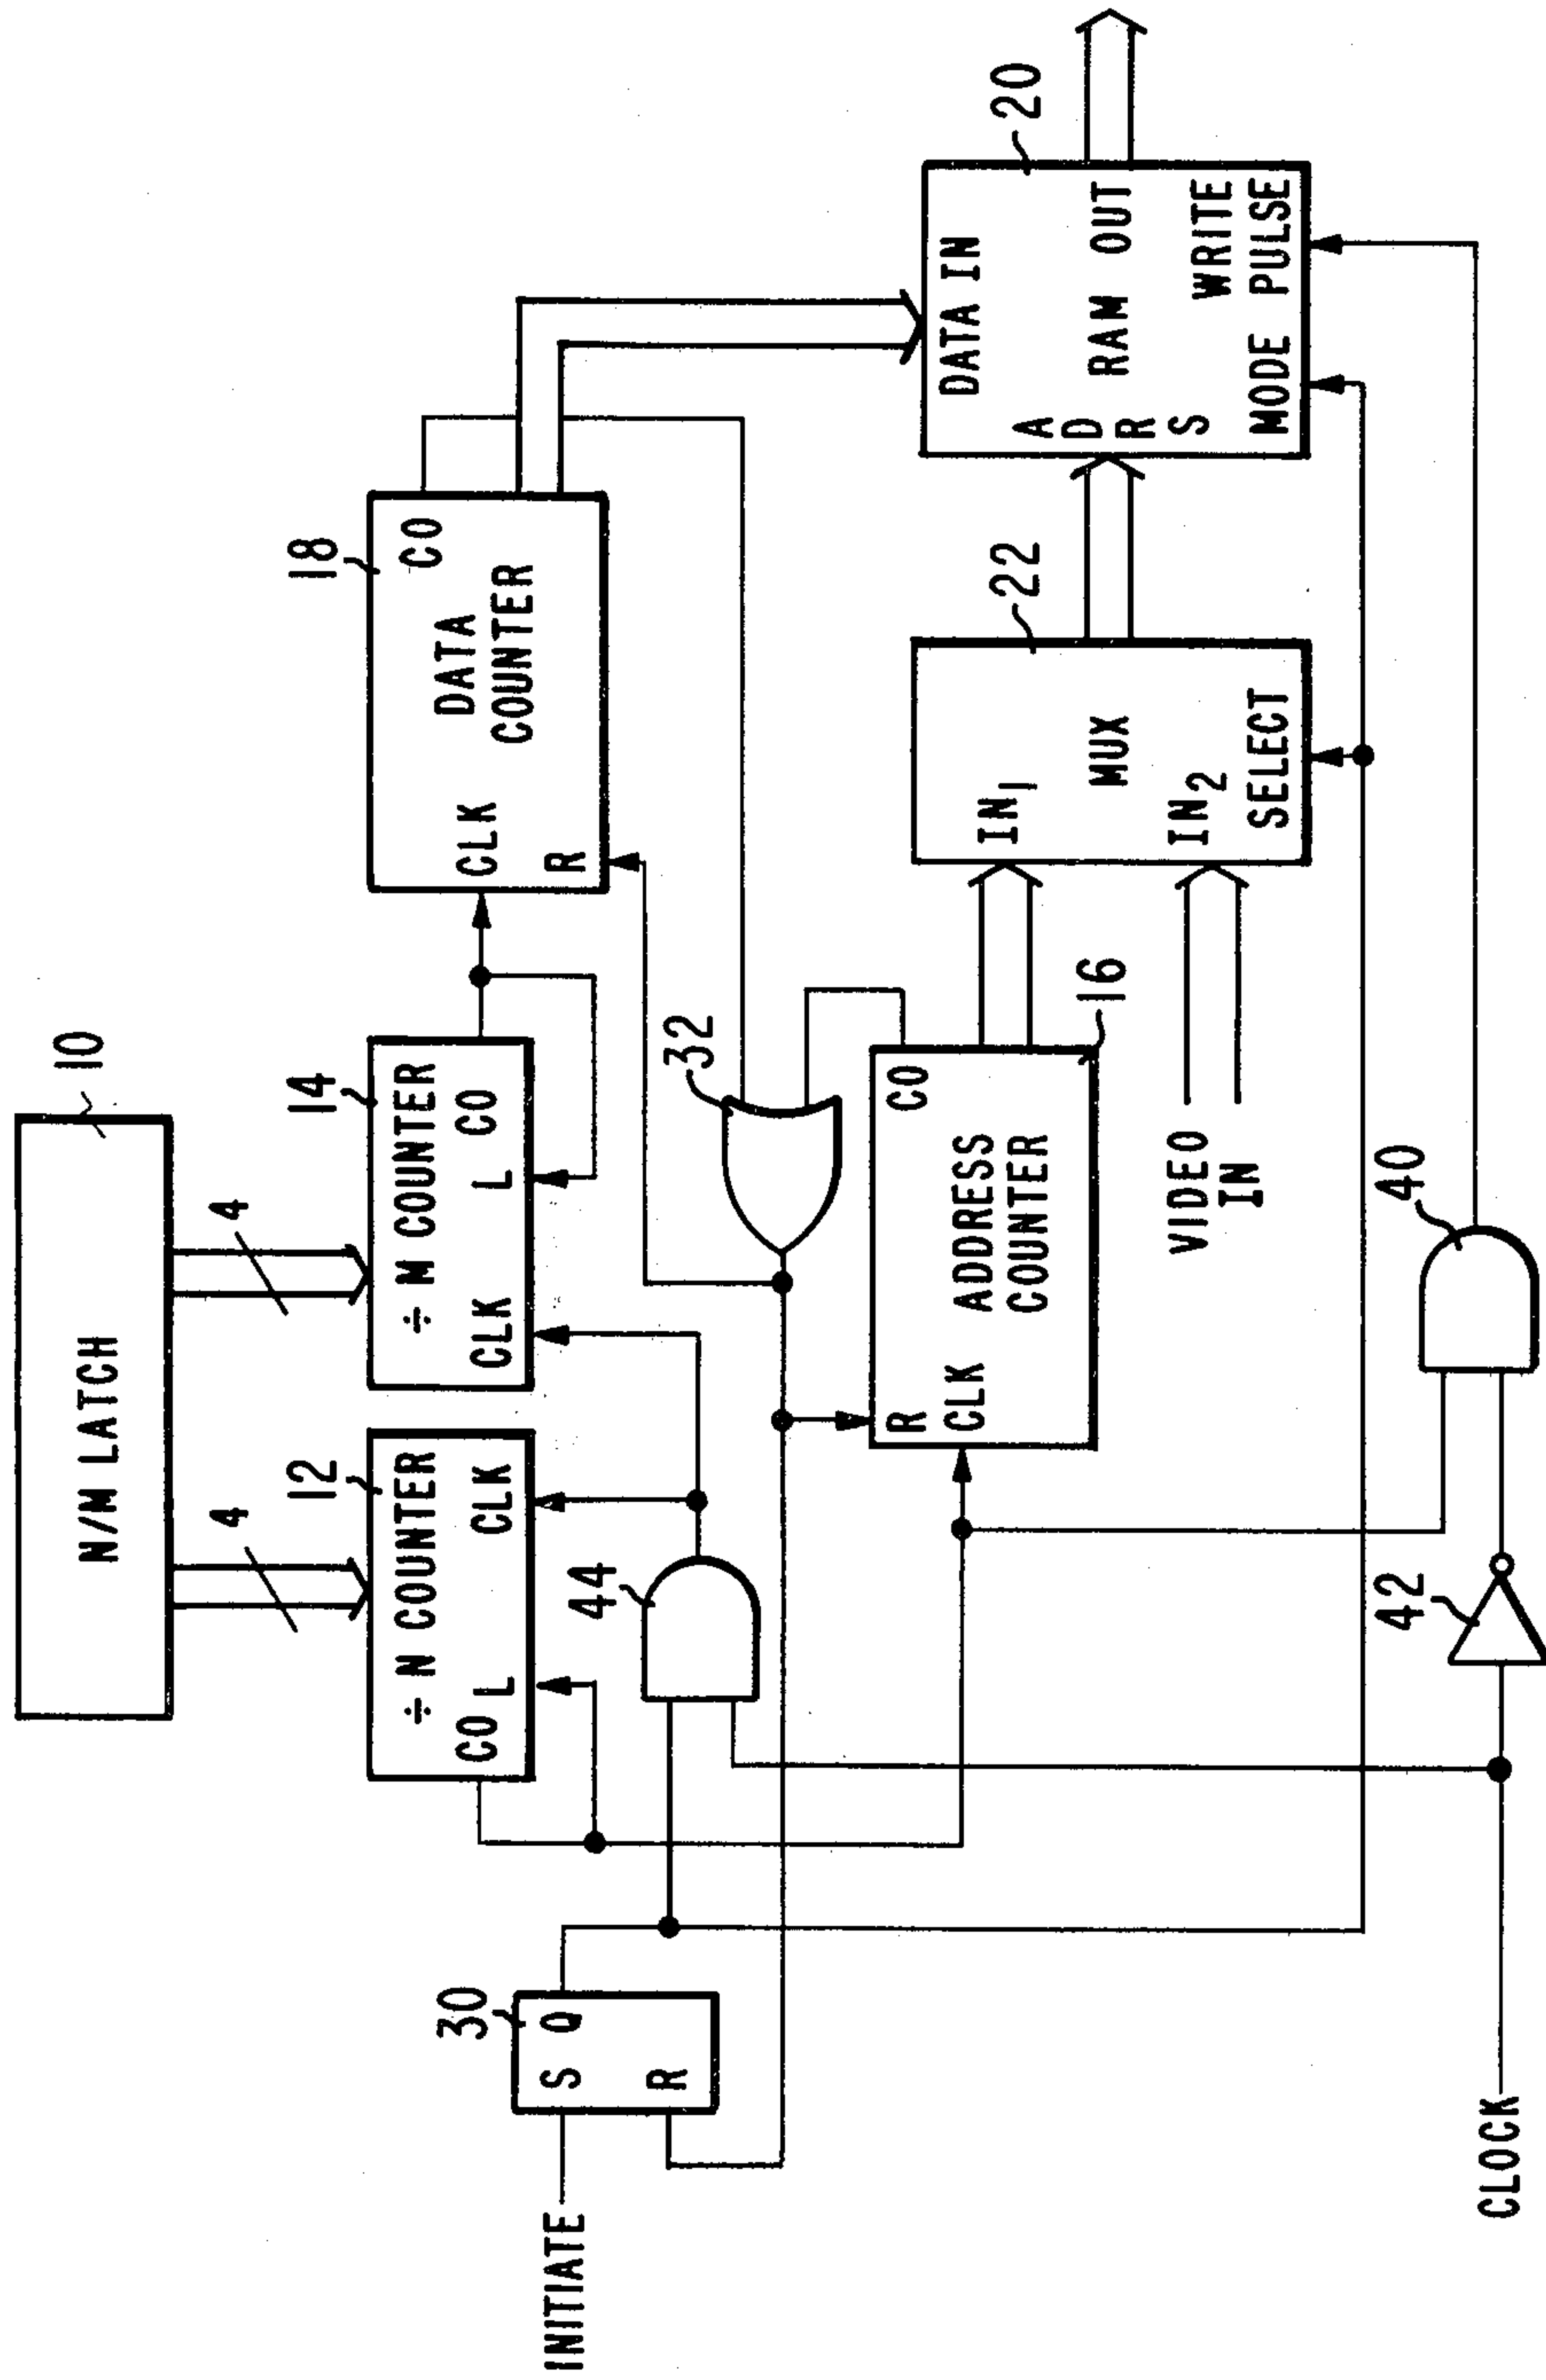 10
N/M LATCH
4
4
12
÷ N COUNTER
CO
L
CLK
14
÷ M COUNTER
CLK
L
CO
18
CO
DATA
COUNTER
CLK
R
30
S
Q
R
INITIATE
44
32
R
CLK
CO
ADDRESS
COUNTER
16
VIDEO
IN
22
IN1
MUX
IN2
SELECT
20
DATA IN
ADRS
RAM OUT
WRITE
MODE PULSE
40
42
CLOCK